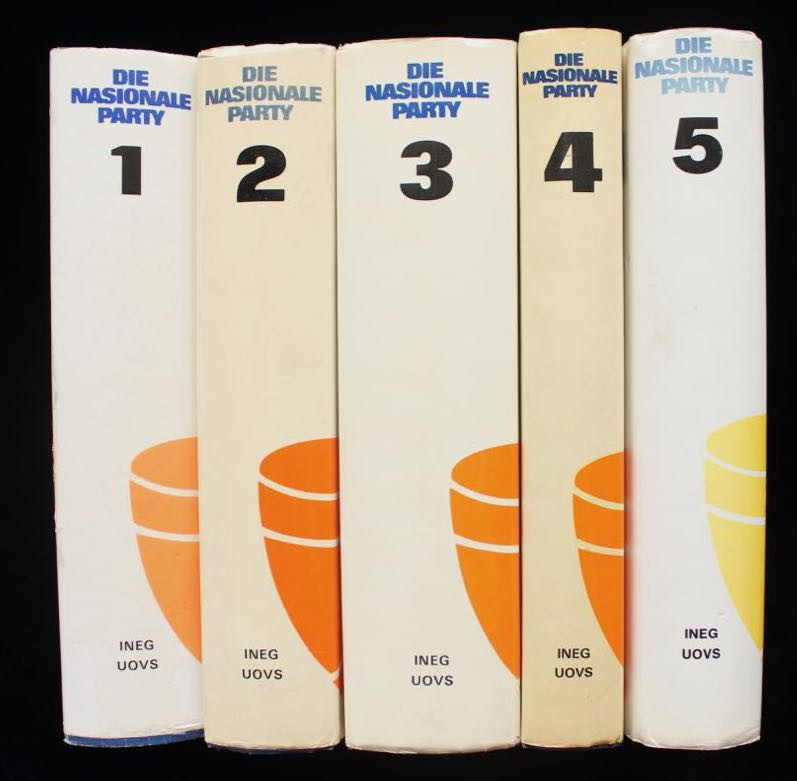 DIE
NASIONALE
PARTY
1
INEG
UOVS
DIE
NASIONALE
PARTY
2
INEG
UOVS
DIE
NASIONALE
PARTY
3
INEG
UOVS
DIE
NASIONALE
PARTY
4
INEG
UOVS
DIE
NASIONALE
PARTY
5
INEG
UOVS